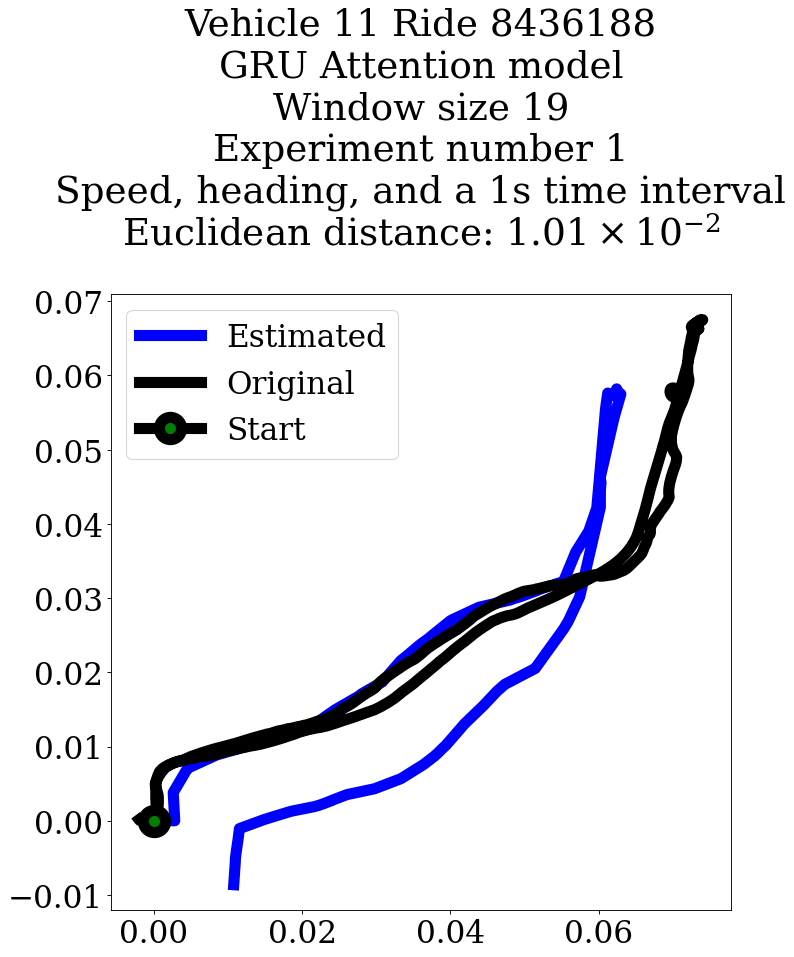 Vehicle 11 Ride 8436188
GRU Attention model
Window size 19
Experiment number 1
Speed, heading, and a 1s time interval
Euclidean distance: 1.01 × 10⁻²
0.07
0.06
0.05
0.04
0.03
0.02
0.01
0.00
−0.01
Estimated
Original
Start
0.00 0.02 0.04 0.06